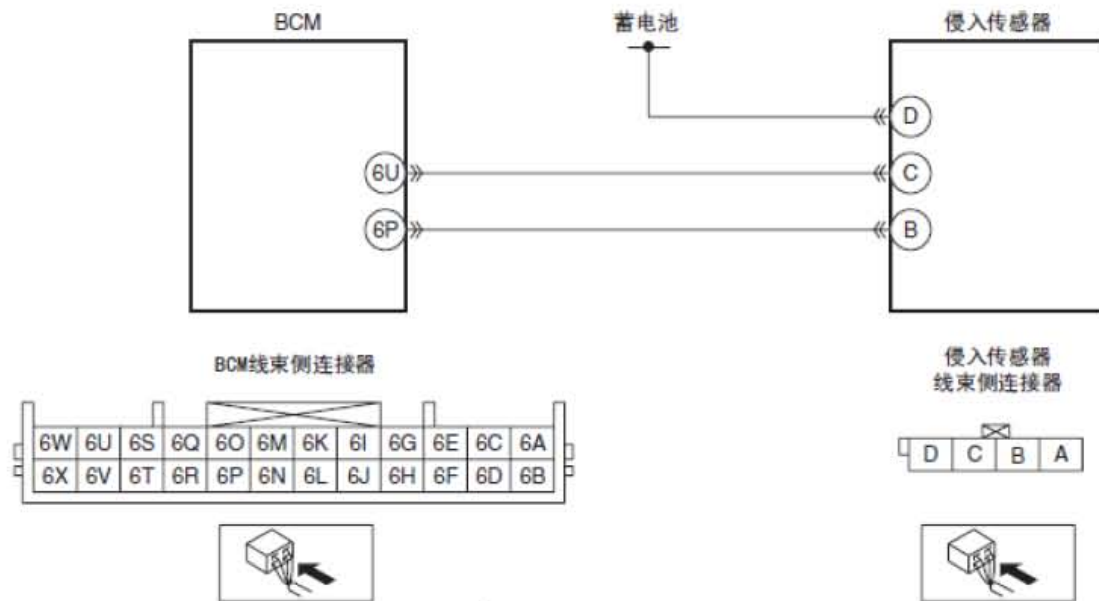 BCM
蓄电池
侵入传感器
D
6U
C
6P
B
BCM线束侧连接器
侵入传感器
线束侧连接器
6W 6U 6S 6Q 6O 6M 6K 6I 6G 6E 6C 6A
6X 6V 6T 6R 6P 6N 6L 6J 6H 6F 6D 6B
D C B A